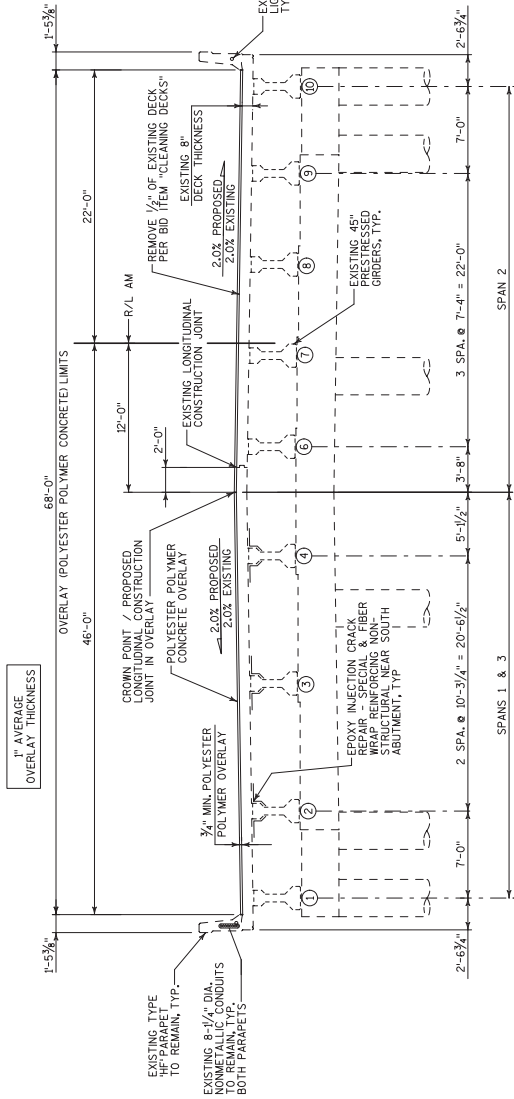 1" AVERAGE
OVERLAY THICKNESS
68'-0"
OVERLAY (POLYESTER POLYMER CONCRETE) LIMITS
1'-5⅜"
1'-5⅜"
46'-0"
22'-0"
12'-0"
R/L AM
2'-0"
EXISTING TYPE
'HF' PARAPET
TO REMAIN, TYP.
EXISTING 8-1¼" DIA.
NONMETALLIC CONDUITS
TO REMAIN, TYP.
BOTH PARAPETS
CROWN POINT / PROPOSED
LONGITUDINAL CONSTRUCTION
JOINT IN OVERLAY
POLYESTER POLYMER
CONCRETE OVERLAY
¾" MIN. POLYESTER
POLYMER OVERLAY
2.0% PROPOSED
2.0% EXISTING
EXISTING LONGITUDINAL
CONSTRUCTION JOINT
REMOVE ½" OF EXISTING DECK
PER BID ITEM "CLEANING DECKS"
2.0% PROPOSED
2.0% EXISTING
EXISTING 8"
DECK THICKNESS
TY
EPOXY INJECTION CRACK
REPAIR - SPECIAL & FIBER
WRAP REINFORCING NON-
STRUCTURAL NEAR SOUTH
ABUTMENT, TYP
EXISTING 45"
PRESTRESSED
GIRDERS, TYP.
1
2
3
4
6
7
8
9
10
2'-6¾"
7'-0"
2 SPA. @ 10'-3¼" = 20'-6½"
5'-1½"
3'-8"
3 SPA. @ 7'-4" = 22'-0"
7'-0"
2'-6¾"
SPANS 1 & 3
SPAN 2